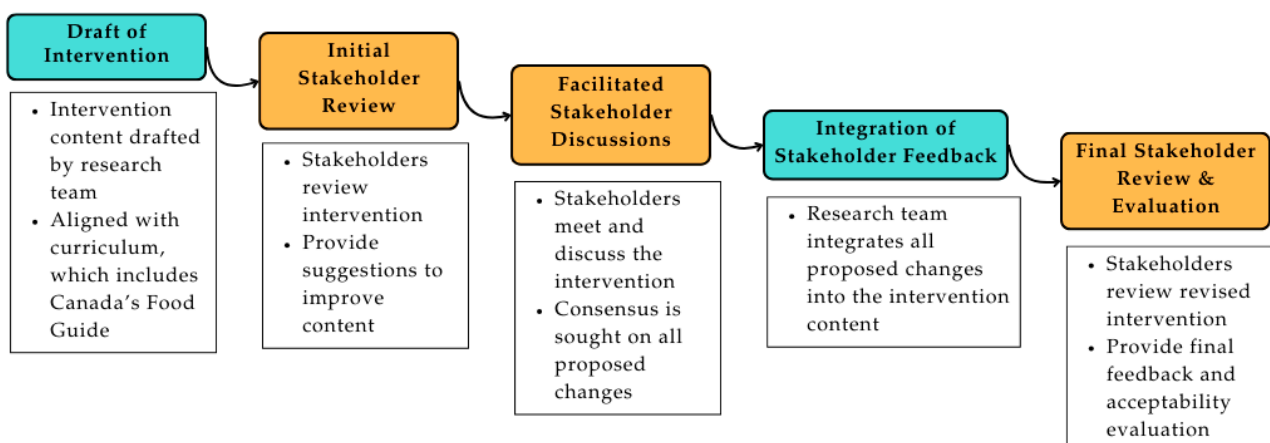 Draft of
Intervention
• Intervention
content drafted
by research
team
• Aligned with
curriculum,
which includes
Canada's Food
Guide
Initial
Stakeholder
Review
• Stakeholders
review
intervention
• Provide
suggestions to
improve
content
Facilitated
Stakeholder
Discussions
• Stakeholders
meet and
discuss the
intervention
• Consensus is
sought on all
proposed
changes
Integration of
Stakeholder Feedback
• Research team
integrates all
proposed changes
into the intervention
content
Final Stakeholder
Review &
Evaluation
• Stakeholders
review revised
intervention
• Provide final
feedback and
acceptability
evaluation